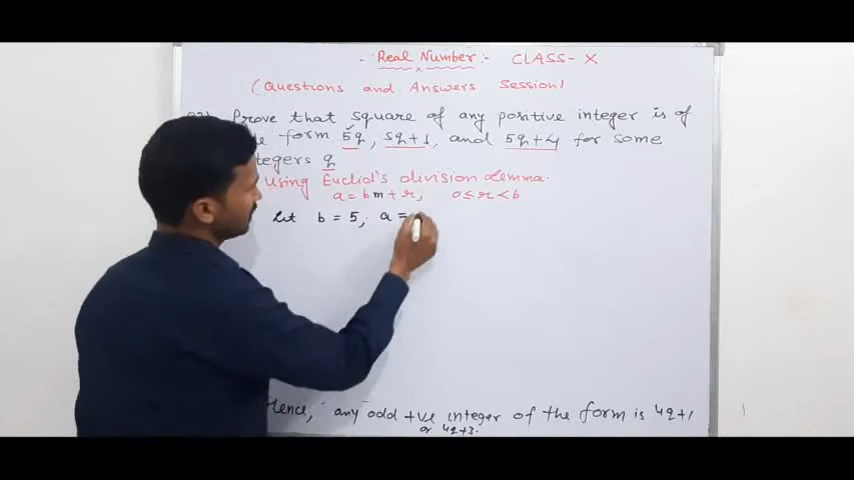 Real Number :- CLASS- X
(Questions and Answers Session)
Prove that square of any positive integer is of
form 5q, 5q+1, and 5q+4 for some
integers q
using Euclid's division Lemma.
a = bm + r; 0 ≤ r < b
Let b = 5, a =
Hence, any odd +ve integer of the form is 4q+1
or 4q+3.